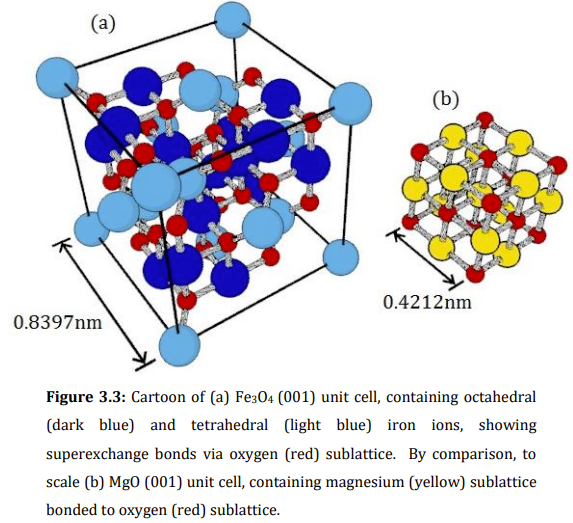 (a)
(b)
0.8397nm
0.4212nm
Figure 3.3: Cartoon of (a) Fe₃O₄ (001) unit cell, containing octahedral
(dark blue) and tetrahedral (light blue) iron ions, showing
superexchange bonds via oxygen (red) sublattice. By comparison, to
scale (b) MgO (001) unit cell, containing magnesium (yellow) sublattice
bonded to oxygen (red) sublattice.